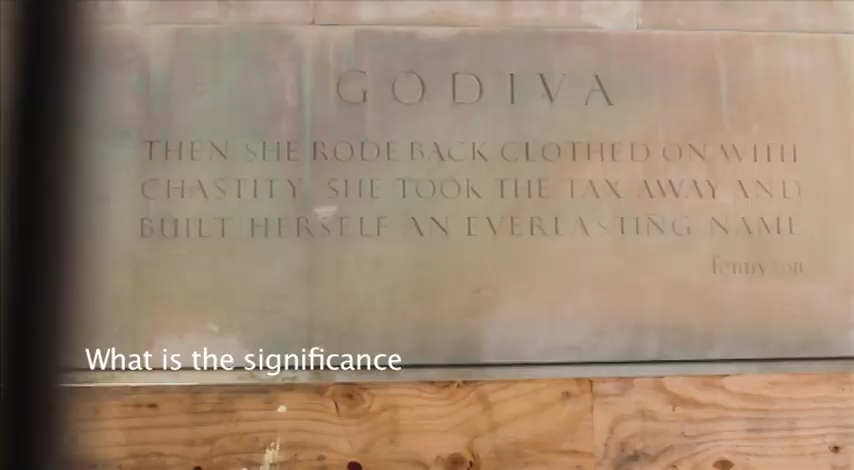 GODIVA
THEN SHE RODE BACK CLOTHED ON WITH
CHASTITY SHE TOOK THE TAX AWAY AND
BUILT HERSELF AN EVERLASTING NAME
Tennyson
What is the significance